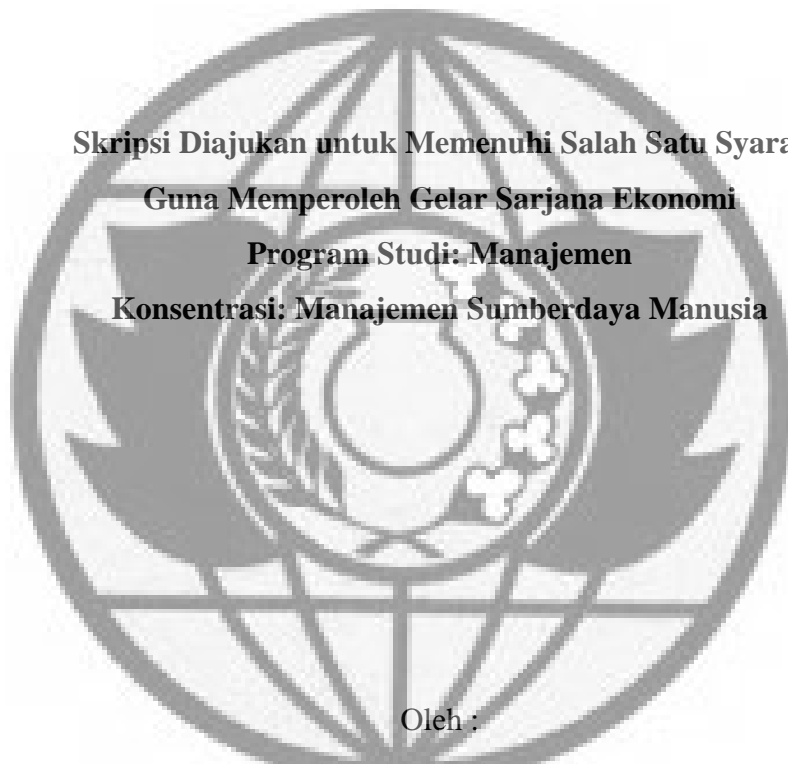 Skripsi Diajukan untuk Memenuhi Salah Satu Syara
Guna Memperoleh Gelar Sarjana Ekonomi
Program Studi: Manajemen
Konsentrasi: Manajemen Sumberdaya Manusia
Oleh :